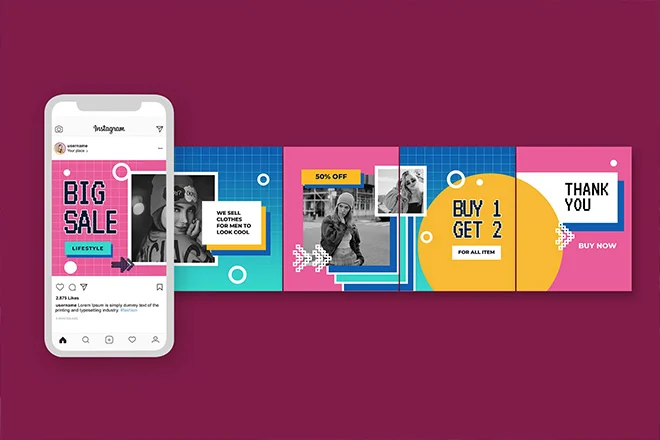 Instagram
username
Your place
BIG
SALE
LIFESTYLE
2.875 Likes
username Lorem Ipsum is simply dummy text of the
printing and typesetting industry. #fashion
WE SELL
CLOTHES
FOR MEN TO
LOOK COOL
50% OFF
BUY 1
GET 2
FOR ALL ITEM
THANK
YOU
BUY NOW